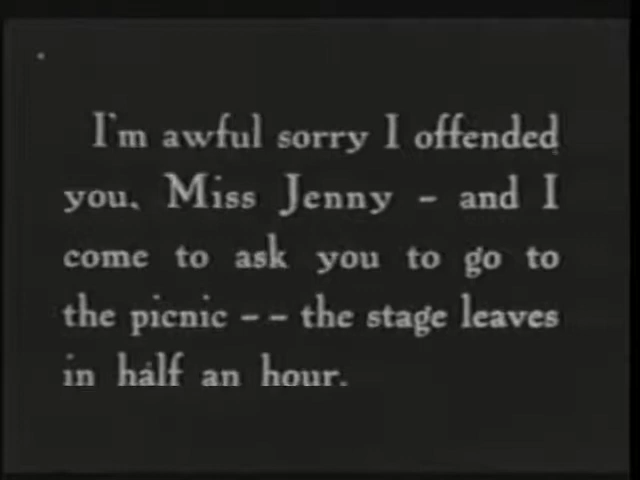 I'm awful sorry I offended
you, Miss Jenny - and I
come to ask you to go to
the picnic -- the stage leaves
in half an hour.